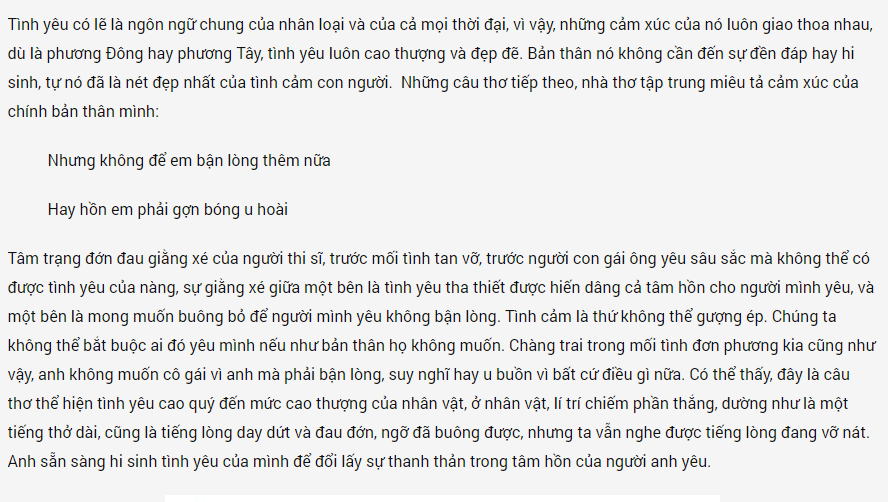 Tình yêu có lẽ là ngôn ngữ chung của nhân loại và của cả mọi thời đại, vì vậy, những cảm xúc của nó luôn giao thoa nhau,
dù là phương Đông hay phương Tây, tình yêu luôn cao thượng và đẹp đẽ. Bản thân nó không cần đến sự đền đáp hay hi
sinh, tự nó đã là nét đẹp nhất của tình cảm con người. Những câu thơ tiếp theo, nhà thơ tập trung miêu tả cảm xúc của
chính bản thân mình:
Nhưng không để em bận lòng thêm nữa
Hay hồn em phải gợn bóng u hoài
Tâm trạng đớn đau giằng xé của người thi sĩ, trước mối tình tan vỡ, trước người con gái ông yêu sâu sắc mà không thể có
được tình yêu của nàng, sự giằng xé giữa một bên là tình yêu tha thiết được hiến dâng cả tâm hồn cho người mình yêu, và
một bên là mong muốn buông bỏ để người mình yêu không bận lòng. Tình cảm là thứ không thể gượng ép. Chúng ta
không thể bắt buộc ai đó yêu mình nếu như bản thân họ không muốn. Chàng trai trong mối tình đơn phương kia cũng như
vậy, anh không muốn cô gái vì anh mà phải bận lòng, suy nghĩ hay u buồn vì bất cứ điều gì nữa. Có thể thấy, đây là câu
thơ thể hiện tình yêu cao quý đến mức cao thượng của nhân vật, ở nhân vật, lí trí chiếm phần thắng, dường như là một
tiếng thở dài, cũng là tiếng lòng day dứt và đau đớn, ngỡ đã buông được, nhưng ta vẫn nghe được tiếng lòng đang vỡ nát.
Anh sẵn sàng hi sinh tình yêu của mình để đổi lấy sự thanh thản trong tâm hồn của người anh yêu.